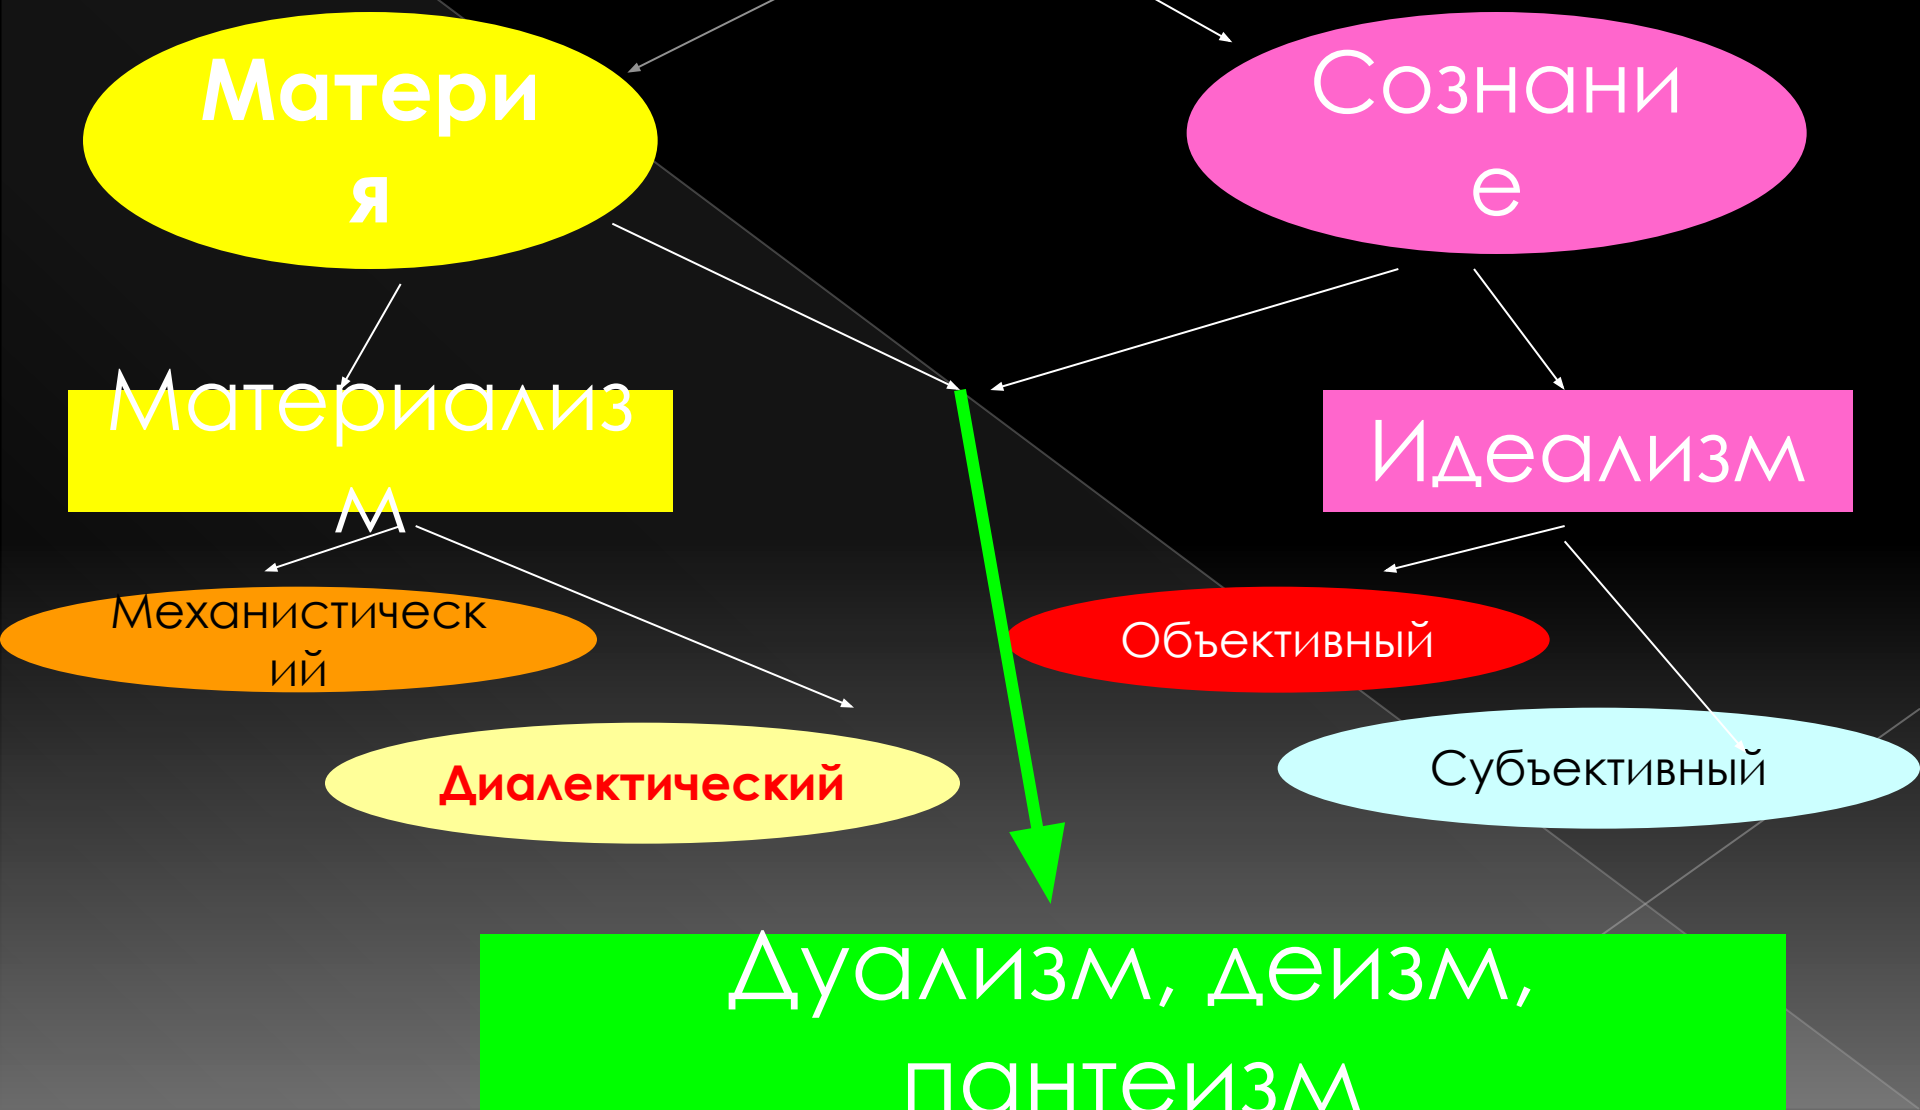 Матери
я
Сознани
е
Материализ
м
Идеализм
Механистическ
ий
Объективный
Диалектический
Субъективный
Дуализм, деизм,
пантеизм